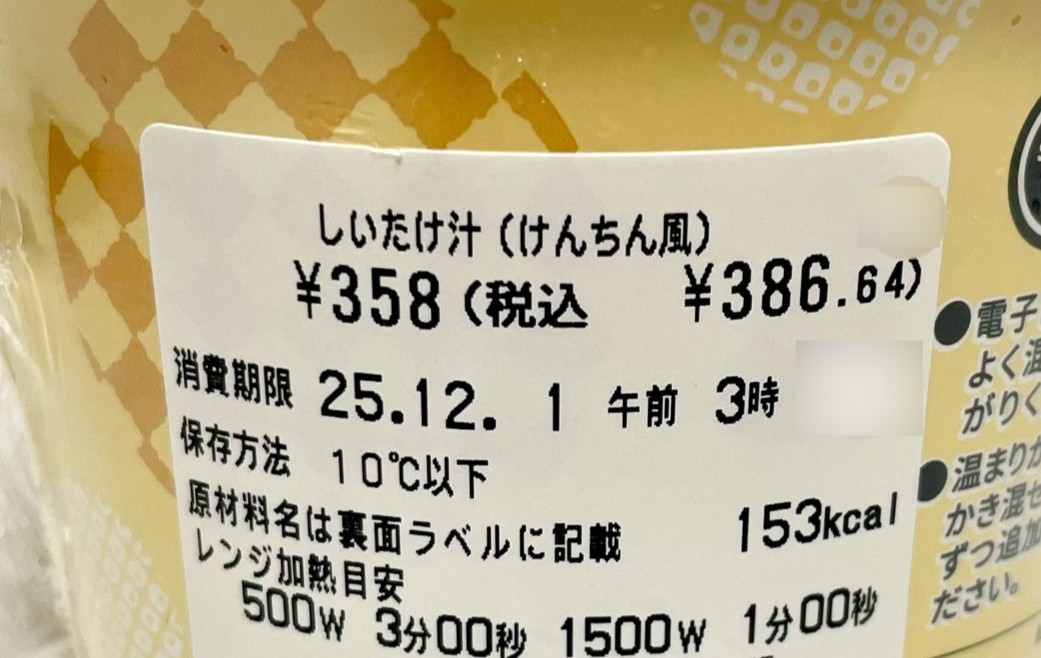 しいたけ汁（けんちん風）
¥358（税込 ¥386.64）
消費期限 25.12. 1 午前 3時
保存方法 10℃以下
原材料名は裏面ラベルに記載 153kcal
レンジ加熱目安
500W 3分00秒 1500W 1分00秒
●電子
よく混
がりく
●温まりか
かき混ぜ
ずつ追加
ださい。